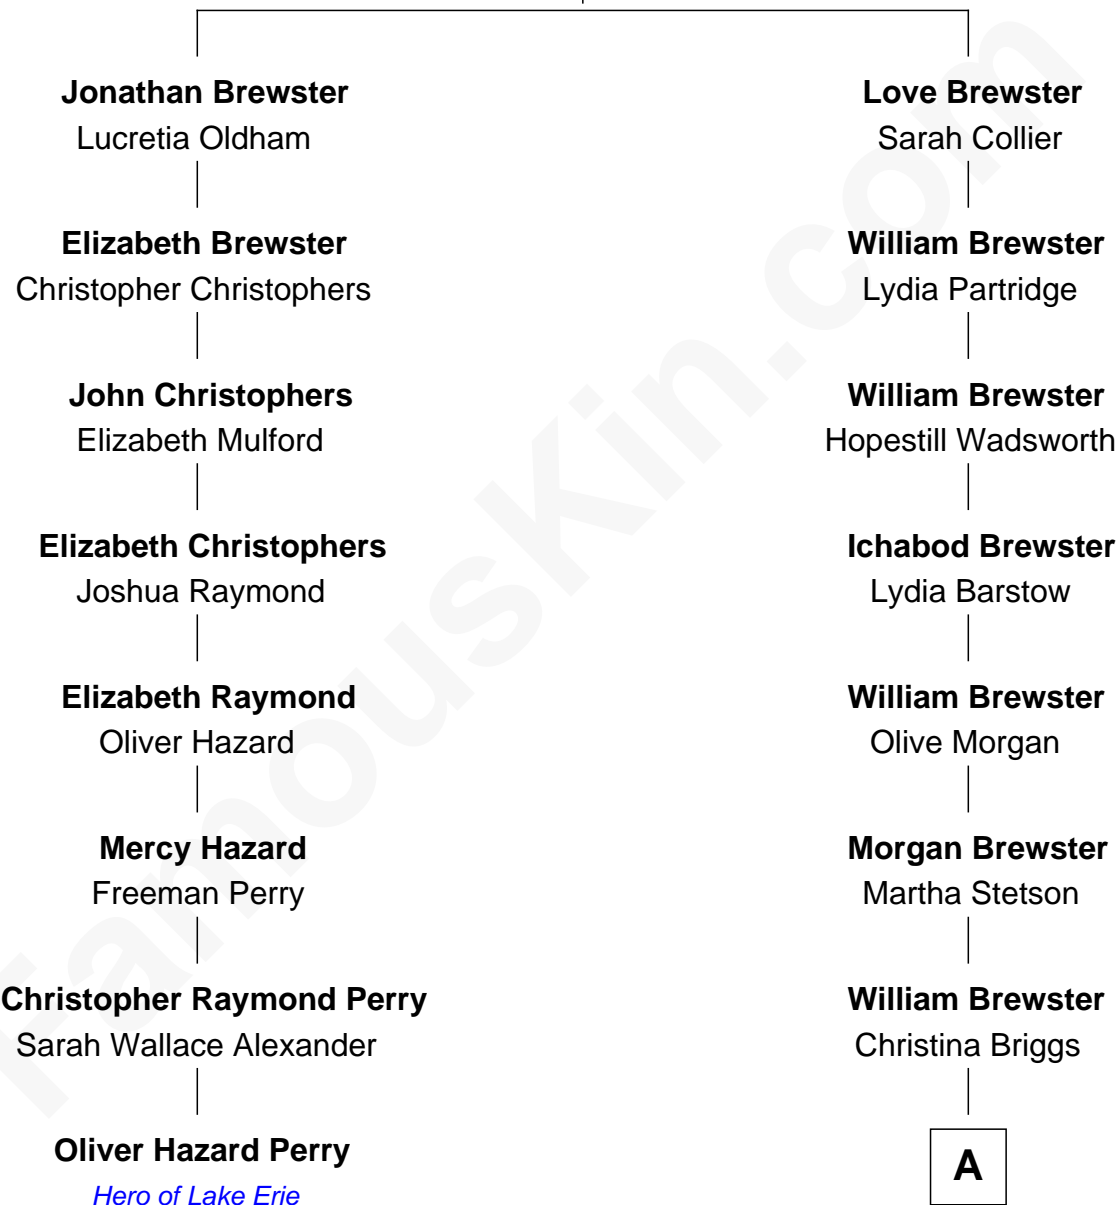 Jonathan Brewster
Lucretia Oldham
Elizabeth Brewster
Christopher Christophers
John Christophers
Elizabeth Mulford
Elizabeth Christophers
Joshua Raymond
Elizabeth Raymond
Oliver Hazard
Mercy Hazard
Freeman Perry
Christopher Raymond Perry
Sarah Wallace Alexander
Oliver Hazard Perry
Hero of Lake Erie
Love Brewster
Sarah Collier
William Brewster
Lydia Partridge
William Brewster
Hopestill Wadsworth
Ichabod Brewster
Lydia Barstow
William Brewster
Olive Morgan
Morgan Brewster
Martha Stetson
William Brewster
Christina Briggs
A
FamousKin.com